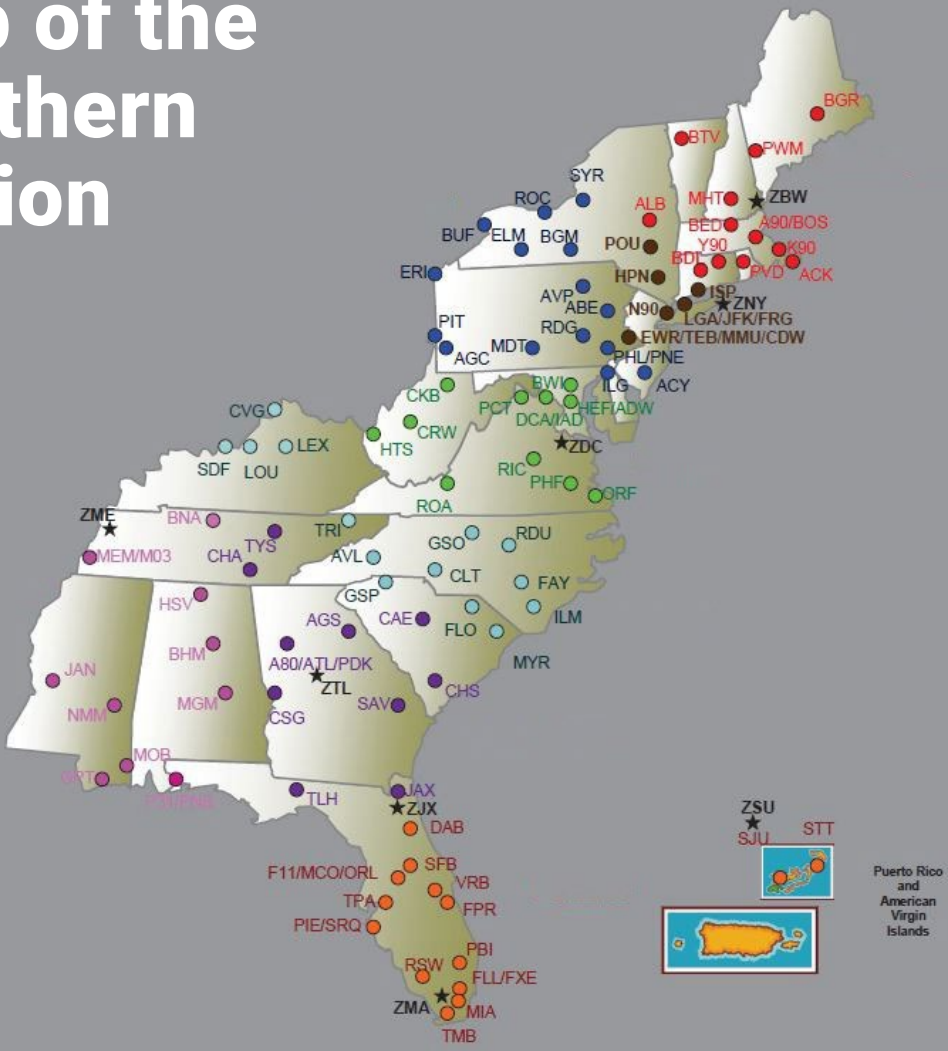 of the
thern
ion
BGR
BTV
PWM
SYR
MHT
ZBW
ROC
ALB
BED
A90/BOS
BUF
ELM
BGM
POU
Y90
K90
BDL
PVD
ACK
ERI
HPN
ISP
AVP
ABE
N90
ZNY
LGA/JFK/FRG
PIT
RDG
EWR/TEB/MMU/CDW
MDT
AGC
PHL/PNE
ILG
ACY
CKB
BWI
CVG
PCT
HEF/ADW
DCA/IAD
CRW
LEX
HTS
ZDC
SDF
LOU
RIC
PHF
ORF
ROA
ZME
BNA
TRI
RDU
TYS
GSO
MEM/M03
CHA
AVL
CLT
FAY
HSV
GSP
ILM
AGS
CAE
FLO
BHM
A80/ATL/PDK
MYR
JAN
ZTL
CHS
NMM
MGM
CSG
SAV
MOB
GPT
TLH
JAX
ZJX
DAB
ZSU
SJU
STT
F11/MCO/ORL
SFB
VRB
TPA
FPR
PIE/SRQ
Puerto Rico
and
American
Virgin
Islands
PBI
RSW
FLL/FXE
ZMA
MIA
TMB